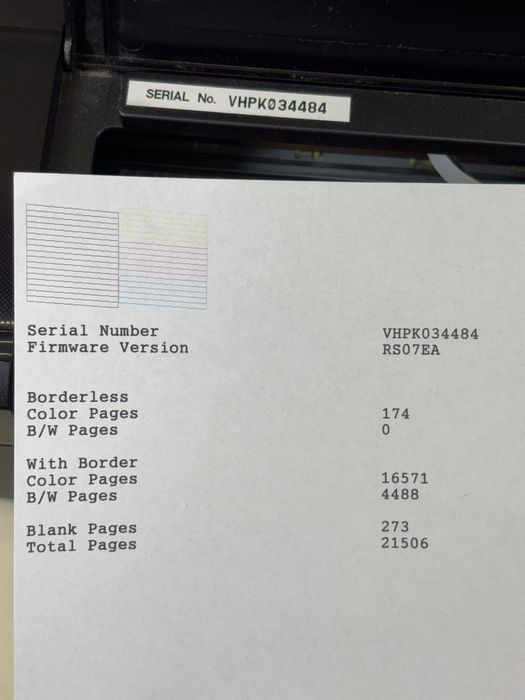 SERIAL No. VHPK034484
Serial Number VHPK034484
Firmware Version RS07EA
Borderless
Color Pages 174
B/W Pages 0
With Border
Color Pages 16571
B/W Pages 4488
Blank Pages 273
Total Pages 21506